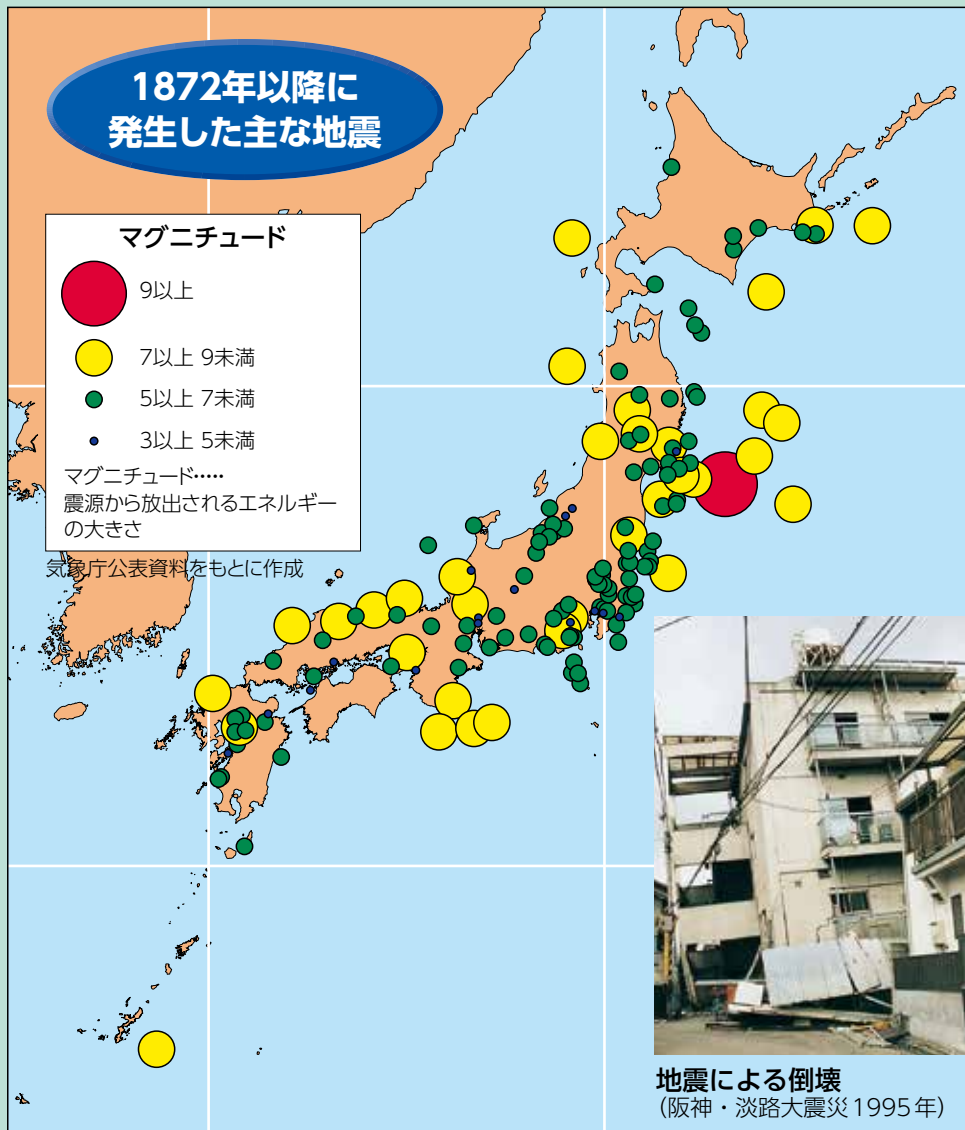 1872年以降に
発生した主な地震
マグニチュード
9以上
7以上 9未満
5以上 7未満
3以上 5未満
マグニチュード‥‥‥
震源から放出されるエネルギー
の大きさ
気象庁公表資料をもとに作成
地震による倒壊
(阪神・淡路大震災1995年)